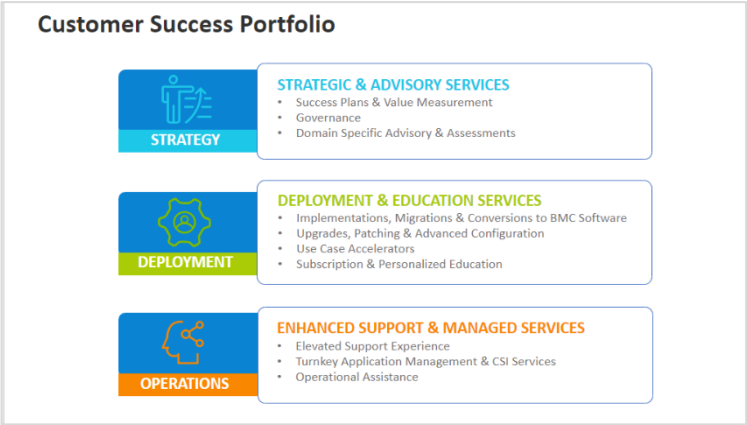 Customer Success Portfolio
STRATEGY
STRATEGIC & ADVISORY SERVICES
• Success Plans & Value Measurement
• Governance
• Domain Specific Advisory & Assessments
DEPLOYMENT
DEPLOYMENT & EDUCATION SERVICES
• Implementations, Migrations & Conversions to BMC Software
• Upgrades, Patching & Advanced Configuration
• Use Case Accelerators
• Subscription & Personalized Education
OPERATIONS
ENHANCED SUPPORT & MANAGED SERVICES
• Elevated Support Experience
• Turnkey Application Management & CSI Services
• Operational Assistance